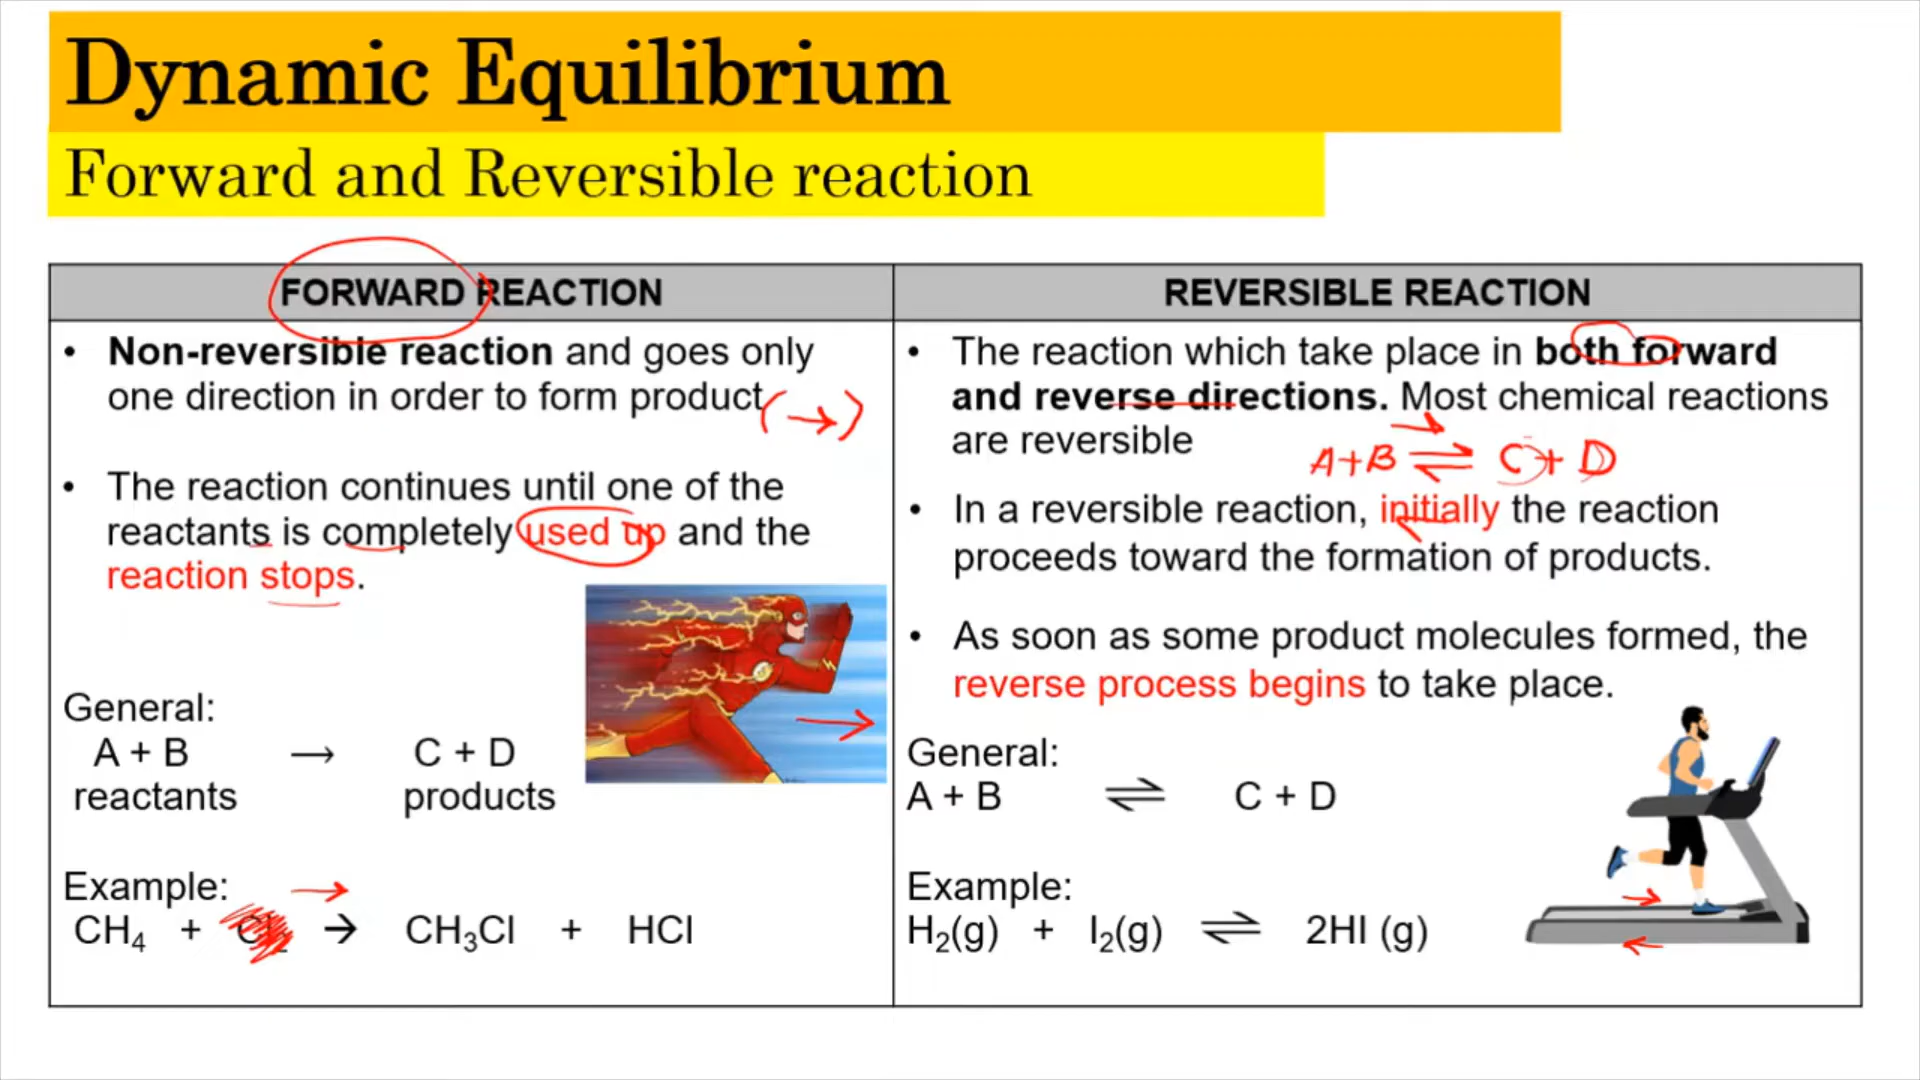 Dynamic Equilibrium
Forward and Reversible reaction
FORWARD REACTION
• Non-reversible reaction and goes only
one direction in order to form product
(→)
• The reaction continues until one of the
reactants is completely used up and the
reaction stops.
General:
A + B → C + D
reactants products
Example:
CH₄ + → CH₃Cl + HCl
REVERSIBLE REACTION
• The reaction which take place in both forward
and reverse directions. Most chemical reactions
are reversible
A+B ⇌ C+ D
• In a reversible reaction, initially the reaction
proceeds toward the formation of products.
• As soon as some product molecules formed, the
reverse process begins to take place.
General:
A + B ⇌ C + D
Example:
H₂(g) + I₂(g) ⇌ 2HI (g)